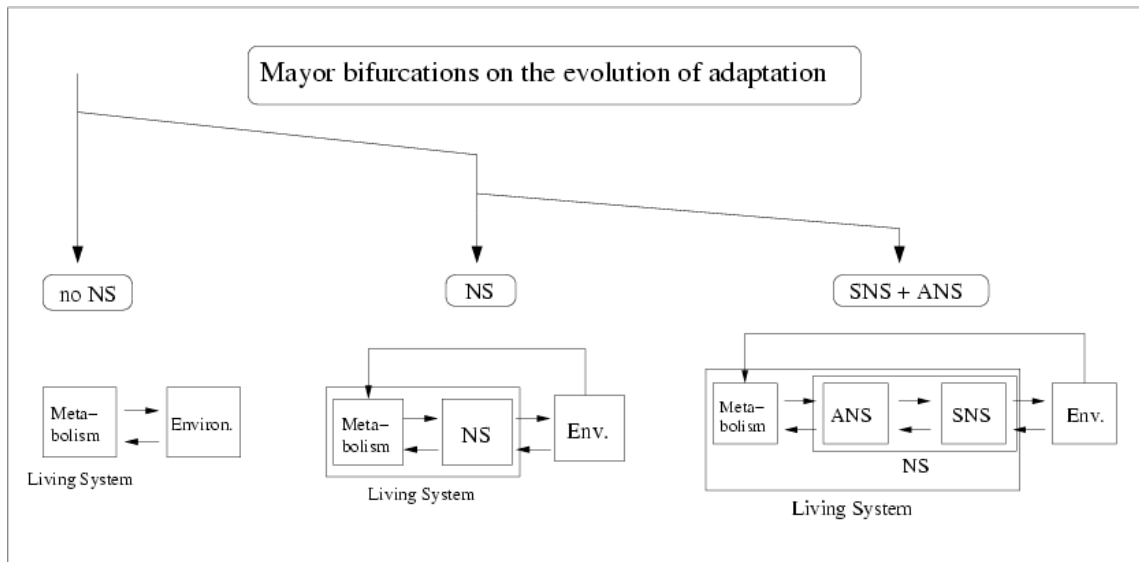 Mayor bifurcations on the evolution of adaptation
no NS
NS
SNS + ANS
Meta–
bolism
Environ.
Living System
Meta–
bolism
NS
Env.
Living System
Meta–
bolism
ANS
SNS
Env.
NS
Living System